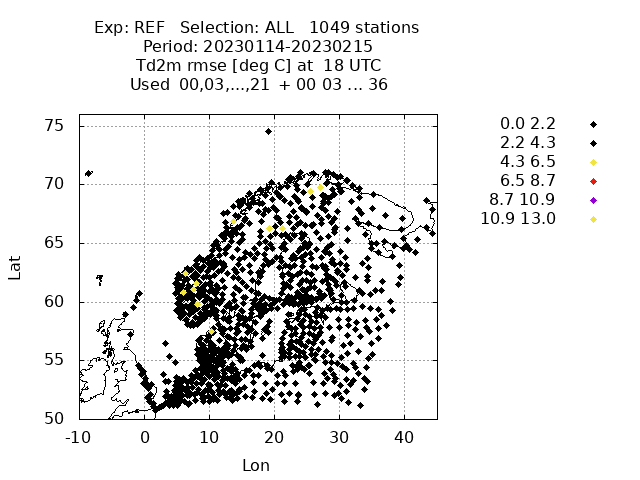 Exp: REF   Selection: ALL   1049 stations
Period: 20230114-20230215
Td2m rmse [deg C] at  18 UTC
Used  00,03,...,21  + 00 03 ... 36
0.0 2.2
2.2 4.3
4.3 6.5
6.5 8.7
8.7 10.9
10.9 13.0
75
70
65
60
55
50
Lat
-10 0 10 20 30 40
Lon